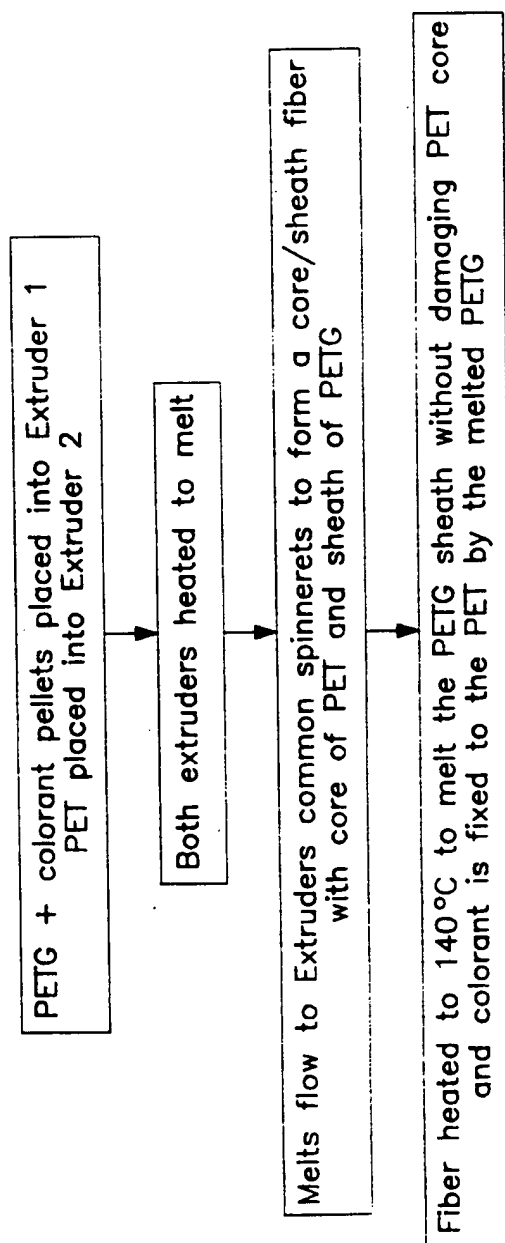 PETG + colorant pellets placed into Extruder 1
PET placed into Extruder 2
Both extruders heated to melt
Melts flow to Extruders common spinnerets to form a core/sheath fiber
with core of PET and sheath of PETG
Fiber heated to 140°C to melt the PETG sheath without damaging PET core
and colorant is fixed to the PET by the melted PETG